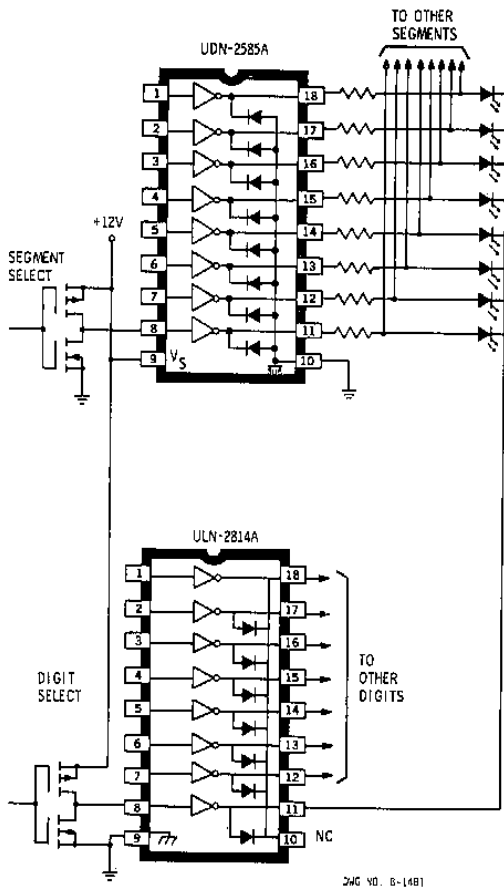 TO OTHER
SEGMENTS
UDN-2585A
1
2
3
4
5
6
7
8
9
V_S
18
17
16
15
14
13
12
11
10
+12V
SEGMENT
SELECT
ULN-2814A
1
2
3
4
5
6
7
8
9
18
17
16
15
14
13
12
11
10
NC
TO
OTHER
DIGITS
DIGIT
SELECT
DWG NO. B-1481